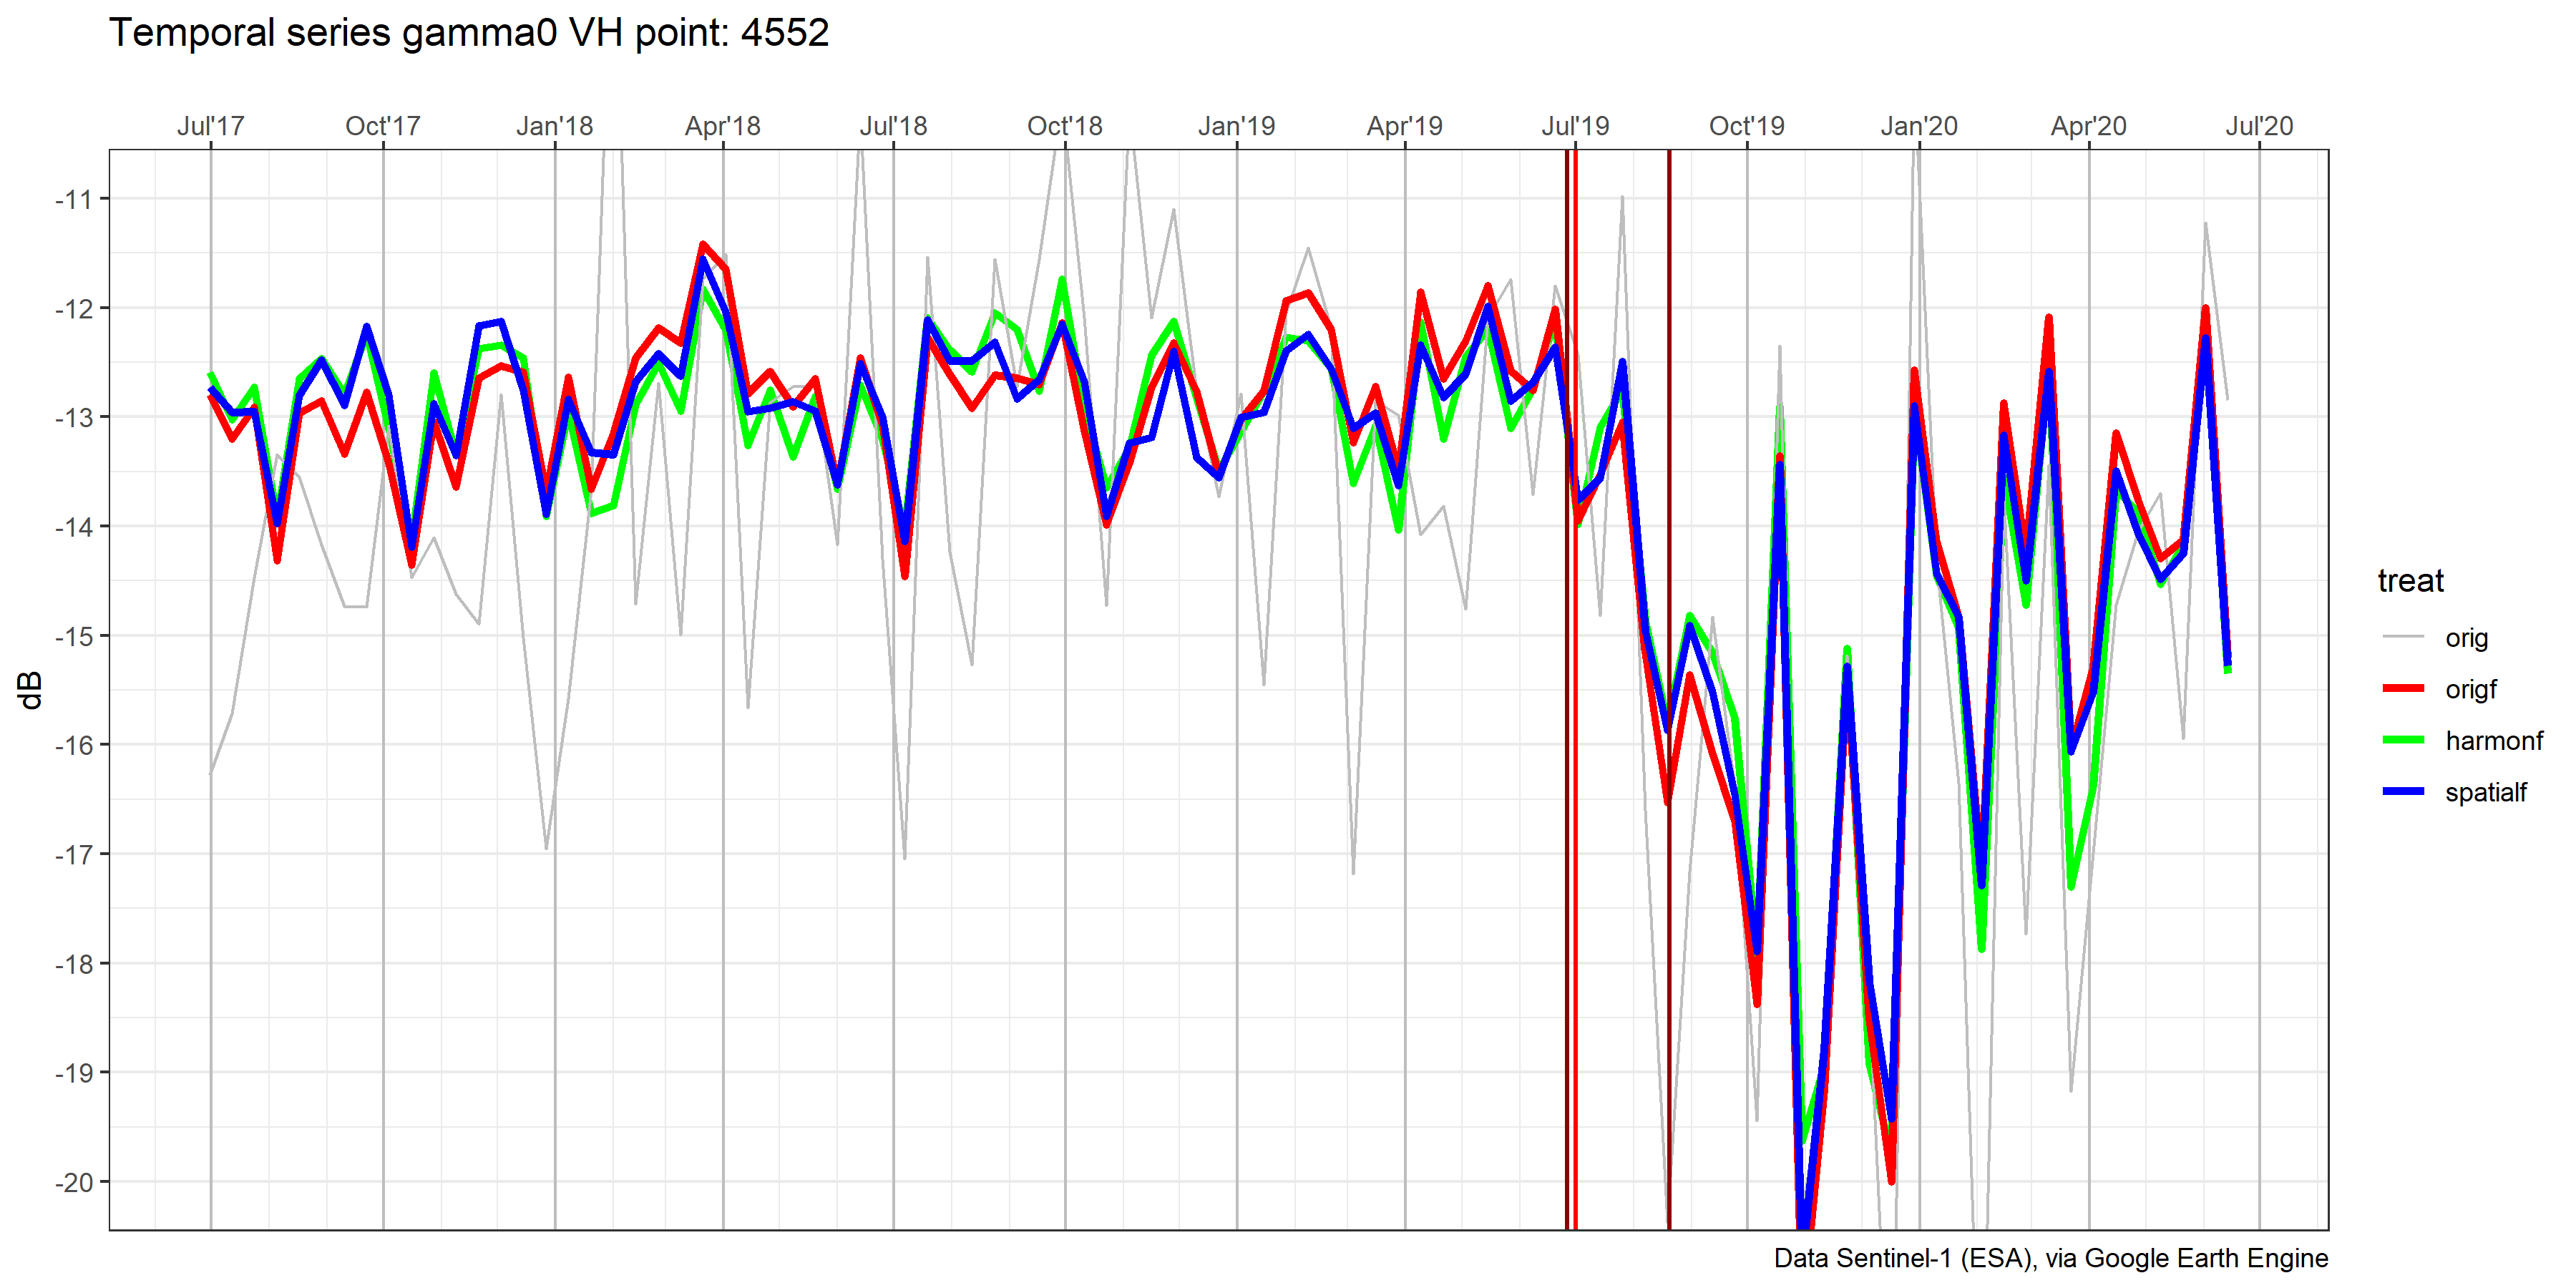 Temporal series gamma0 VH point: 4552
Jul'17 Oct'17 Jan'18 Apr'18 Jul'18 Oct'18 Jan'19 Apr'19 Jul'19 Oct'19 Jan'20 Apr'20 Jul'20
-11
-12
-13
-14
-15
-16
-17
-18
-19
-20
dB
treat
orig
origf
harmonf
spatialf
Data Sentinel-1 (ESA), via Google Earth Engine